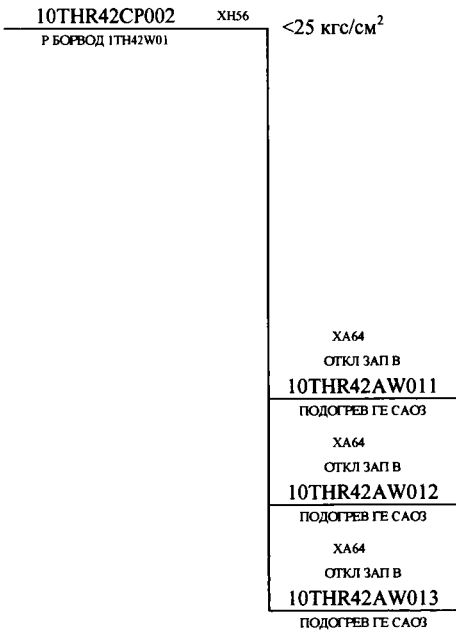 10THR42CP002 XH56 <25 кгс/см²
Р БОРВОД 1TH42W01
XA64
ОТКЛ ЗАП В
10THR42AW011
ПОДОГРЕВ ГЕ САОЗ
XA64
ОТКЛ ЗАП В
10THR42AW012
ПОДОГРЕВ ГЕ САОЗ
XA64
ОТКЛ ЗАП В
10THR42AW013
ПОДОГРЕВ ГЕ САОЗ